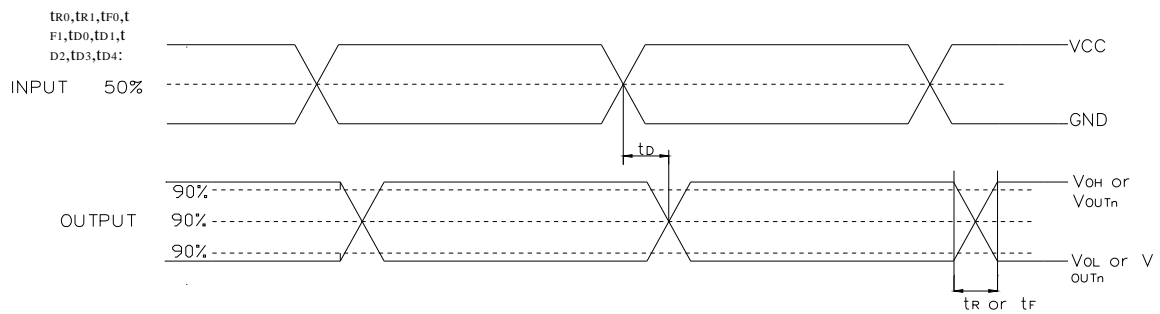 tR0,tR1,tF0,t
F1,tD0,tD1,t
D2,tD3,tD4:
VCC
INPUT 50%
GND
tD
90%
VOH or
VOUTn
OUTPUT 90%
90%
VOL or V
OUTn
tR or tF